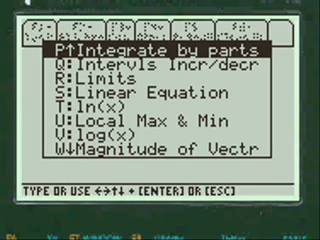 P↑Integrate by parts
Q:Intervls Incr/decr
R:Limits
S:Linear Equation
T:ln(x)
U:Local Max & Min
V:log(x)
W↓Magnitude of Vectr
TYPE OR USE ←→↑↓ + [ENTER] OR [ESC]